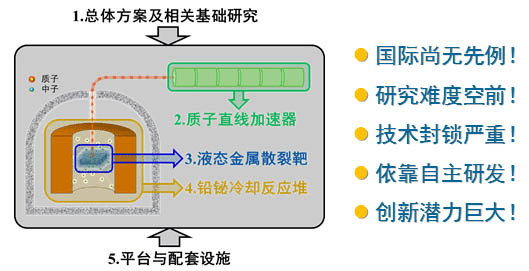 1.总体方案及相关基础研究
质子
中子
2.质子直线加速器
3.液态金属散裂靶
4.铅铋冷却反应堆
5.平台与配套设施
国际尚无先例！
研究难度空前！
技术封锁严重！
依靠自主研发！
创新潜力巨大！